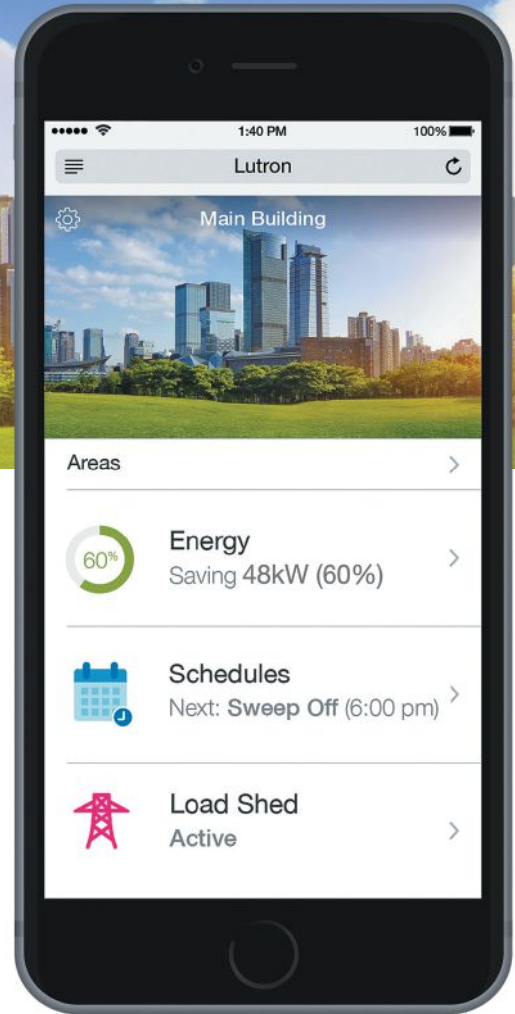 1:40 PM
100%
Lutron
Main Building
Areas
60%
Energy
Saving 48kW (60%)
Schedules
Next: Sweep Off (6:00 pm)
Load Shed
Active